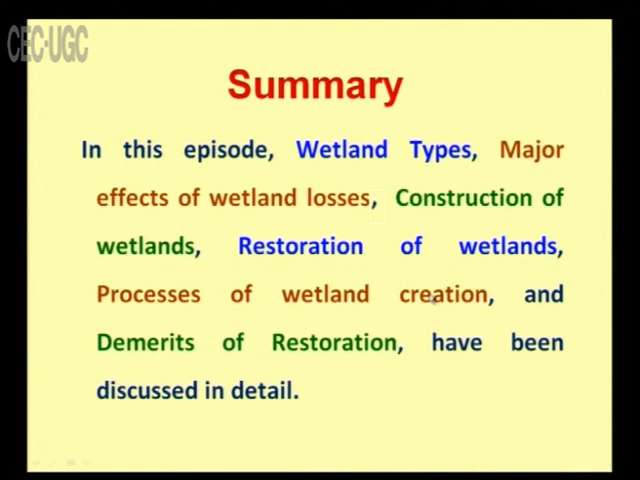 CEC-UGC
Summary
In this episode, Wetland Types, Major
effects of wetland losses, Construction of
wetlands, Restoration of wetlands,
Processes of wetland creation, and
Demerits of Restoration, have been
discussed in detail.